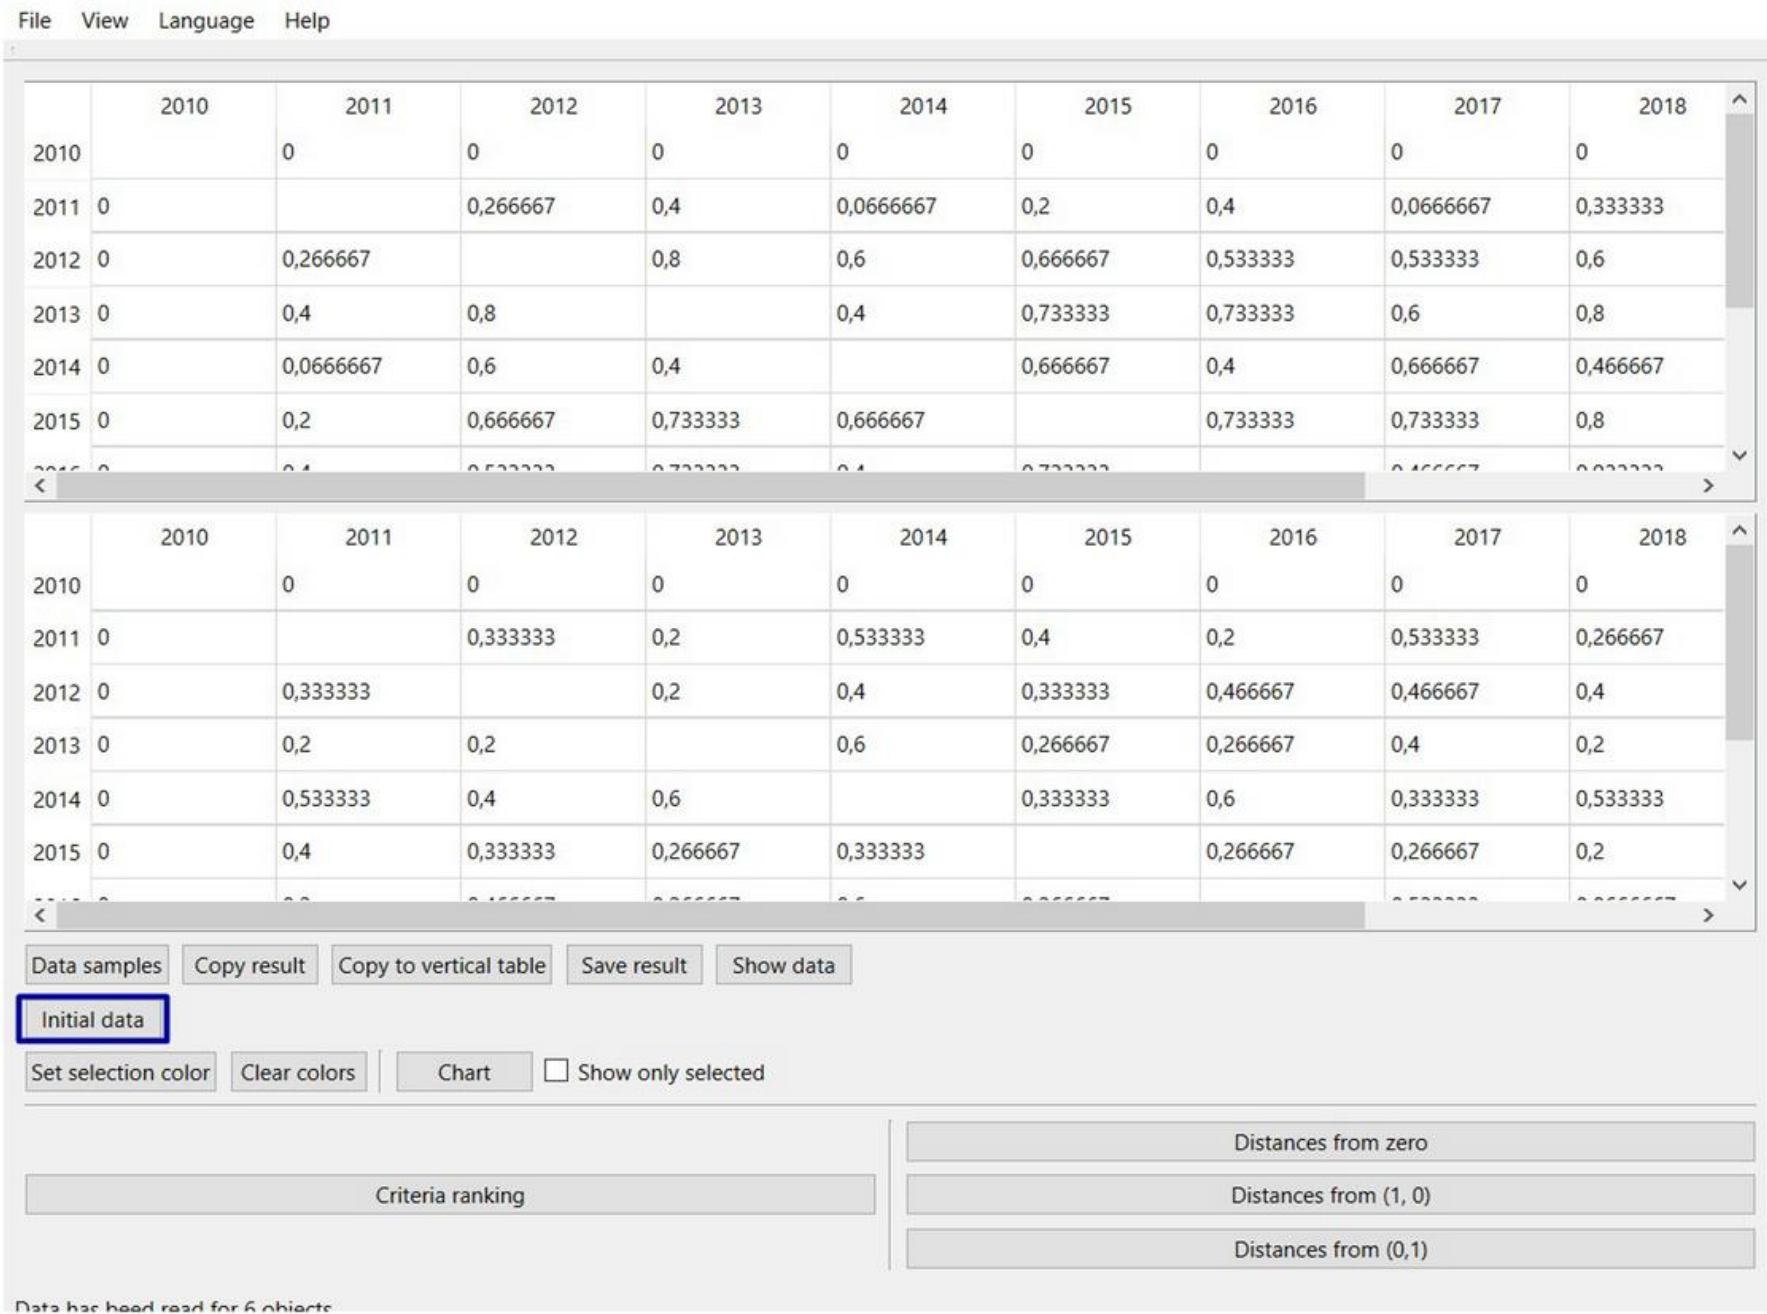 File View Language Help
2010 2011 2012 2013 2014 2015 2016 2017 2018
2010 0 0 0 0 0 0 0 0
2011 0 0,266667 0,4 0,0666667 0,2 0,4 0,0666667 0,333333
2012 0 0,266667 0,8 0,6 0,666667 0,533333 0,533333 0,6
2013 0 0,4 0,8 0,4 0,733333 0,733333 0,6 0,8
2014 0 0,0666667 0,6 0,4 0,666667 0,4 0,666667 0,466667
2015 0 0,2 0,666667 0,733333 0,666667 0,733333 0,733333 0,8
2010 2011 2012 2013 2014 2015 2016 2017 2018
2010 0 0 0 0 0 0 0 0
2011 0 0,333333 0,2 0,533333 0,4 0,2 0,533333 0,266667
2012 0 0,333333 0,2 0,4 0,333333 0,466667 0,466667 0,4
2013 0 0,2 0,2 0,6 0,266667 0,266667 0,4 0,2
2014 0 0,533333 0,4 0,6 0,333333 0,6 0,333333 0,533333
2015 0 0,4 0,333333 0,266667 0,333333 0,266667 0,266667 0,2
Data samples Copy result Copy to vertical table Save result Show data
Initial data
Set selection color Clear colors Chart Show only selected
Distances from zero
Criteria ranking Distances from (1, 0)
Distances from (0,1)
Data has beed read for 6 objects